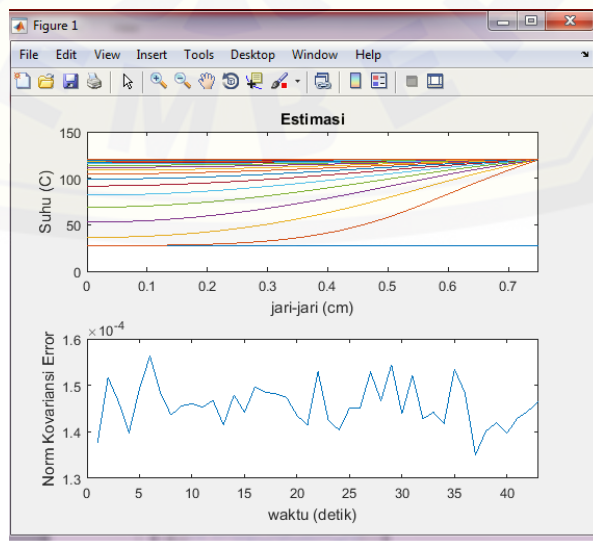 Figure 1
File Edit View Insert Tools Desktop Window Help
Estimasi
150
100
50
0
Suhu (C)
0 0.1 0.2 0.3 0.4 0.5 0.6 0.7
jari-jari (cm)
×10-4
1.6
1.5
1.4
1.3
Norm Kovariansi Error
0 5 10 15 20 25 30 35 40
waktu (detik)